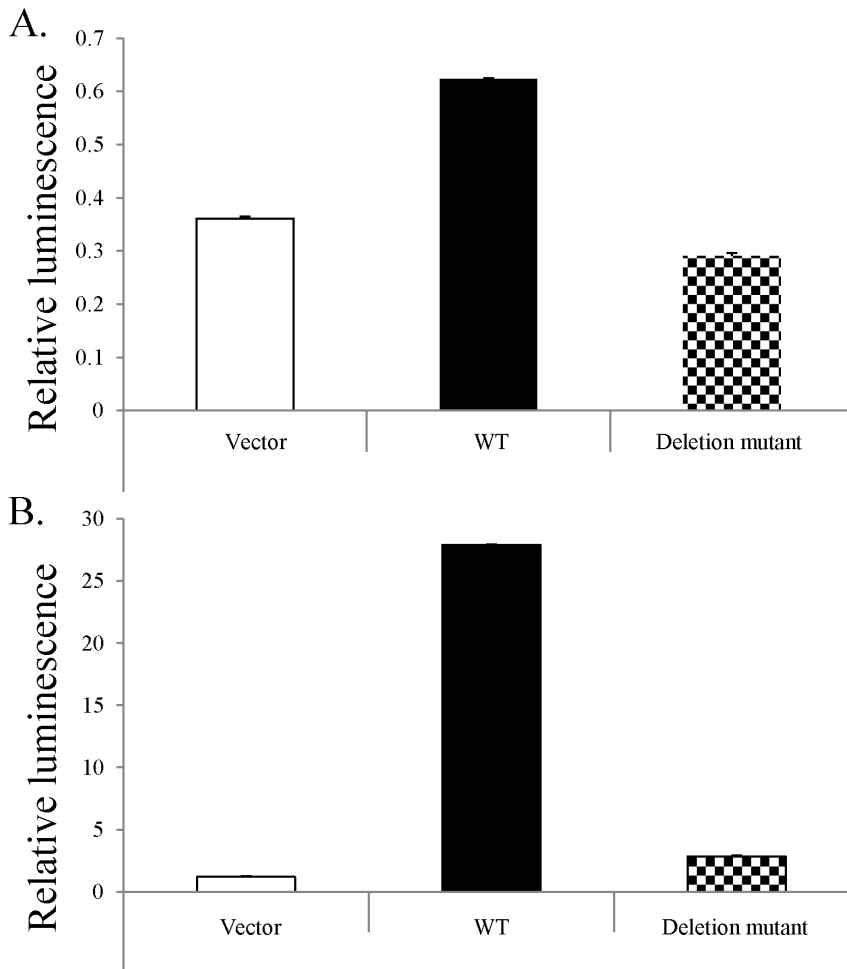 A.
Relative luminescence
0.7
0.6
0.5
0.4
0.3
0.2
0.1
0
Vector WT Deletion mutant
B.
Relative luminescence
30
25
20
15
10
5
0
Vector WT Deletion mutant